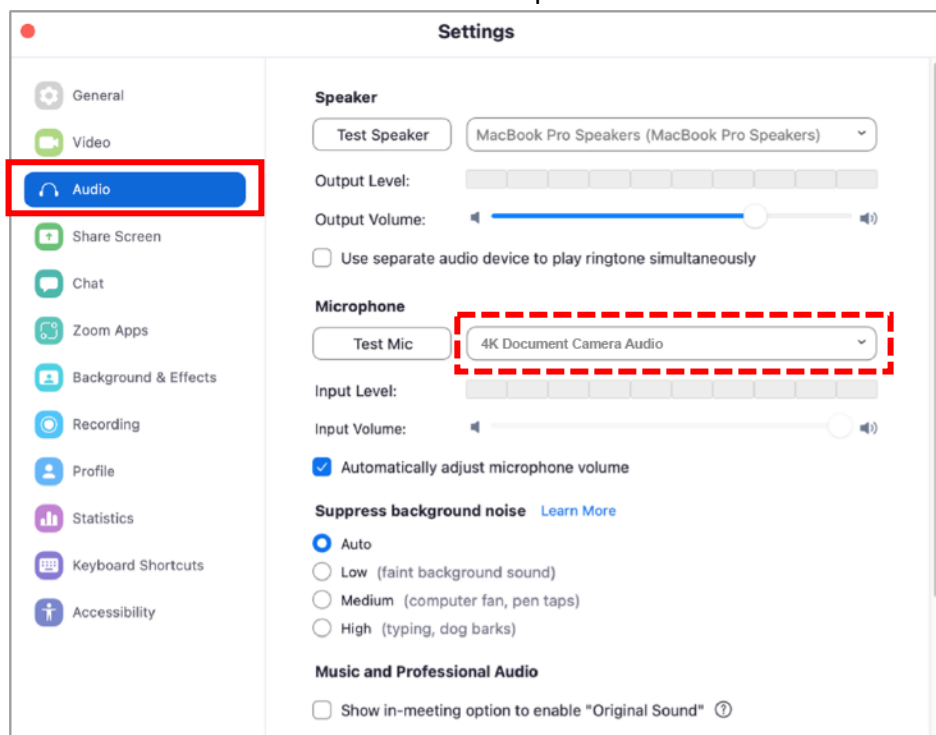 Settings
General
Video
Audio
Share Screen
Chat
Zoom Apps
Background & Effects
Recording
Profile
Statistics
Keyboard Shortcuts
Accessibility
Speaker
Test Speaker
MacBook Pro Speakers (MacBook Pro Speakers)
Output Level:
Output Volume:
Use separate audio device to play ringtone simultaneously
Microphone
Test Mic
4K Document Camera Audio
Input Level:
Input Volume:
Automatically adjust microphone volume
Suppress background noise Learn More
Auto
Low (faint background sound)
Medium (computer fan, pen taps)
High (typing, dog barks)
Music and Professional Audio
Show in-meeting option to enable "Original Sound" ?